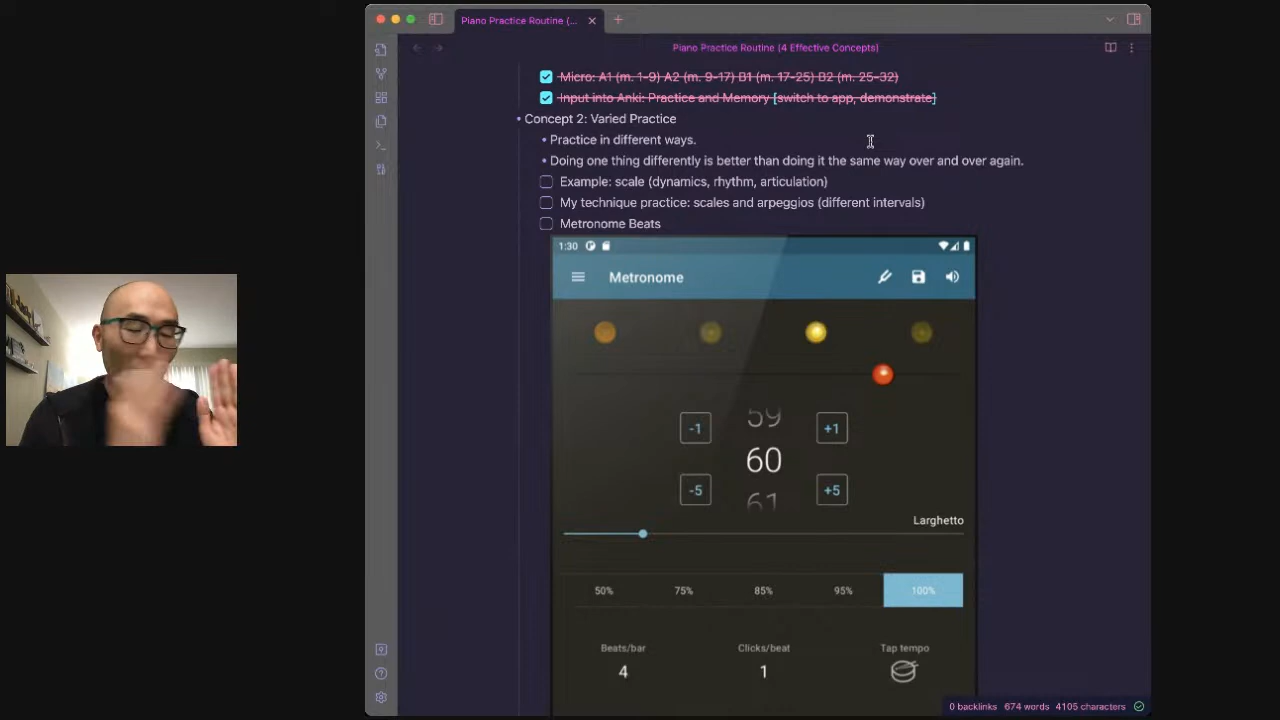 Piano Practice Routine (...
Piano Practice Routine (4 Effective Concepts)
Micro: A1 (m. 1-9) A2 (m. 9-17) B1 (m. 17-25) B2 (m. 25-32)
Input into Anki: Practice and Memory [switch to app, demonstrate]
• Concept 2: Varied Practice
• Practice in different ways.
• Doing one thing differently is better than doing it the same way over and over again.
Example: scale (dynamics, rhythm, articulation)
My technique practice: scales and arpeggios (different intervals)
Metronome Beats
1:30
Metronome
59
-1 60 +1
-5 61 +5
Larghetto
50% 75% 85% 95% 100%
Beats/bar Clicks/beat Tap tempo
4 1
0 backlinks 674 words 4105 characters